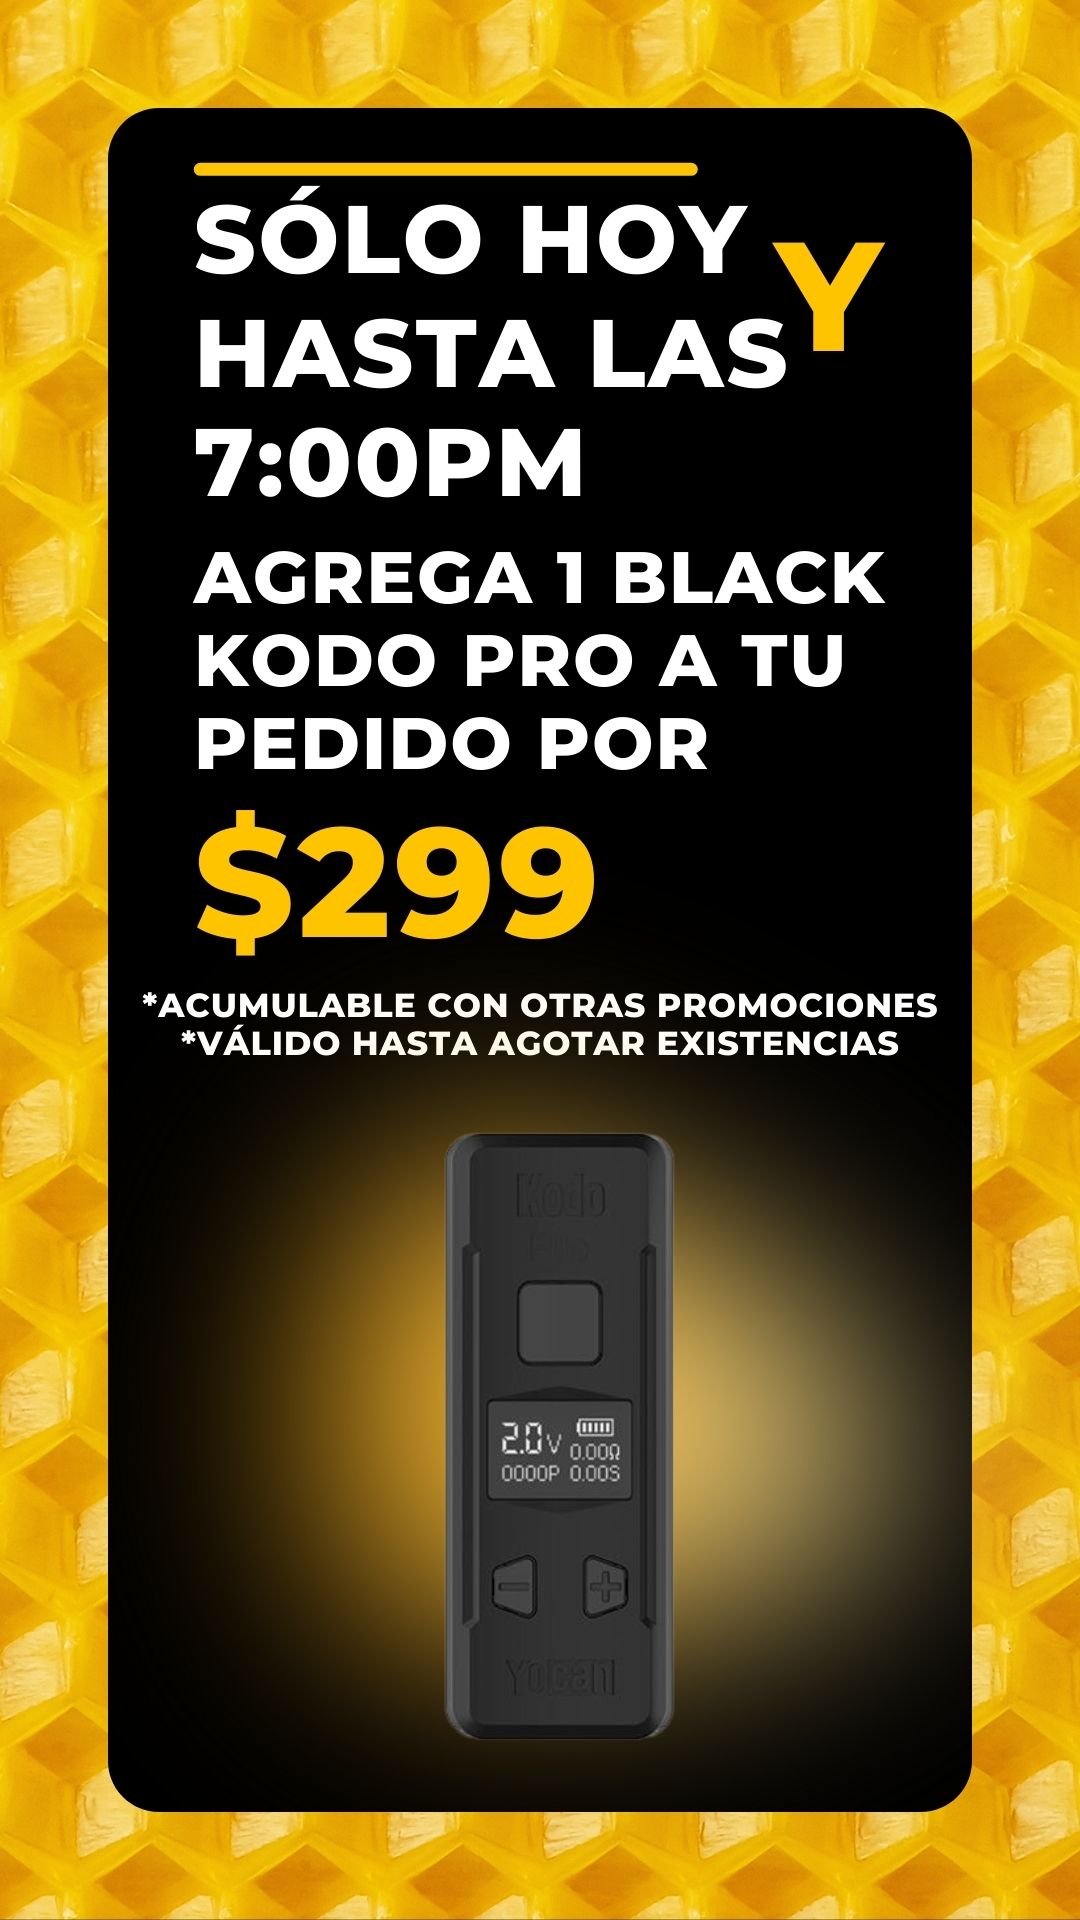 SÓLO HOY
Y
HASTA LAS
7:00PM
AGREGA 1 BLACK
KODO PRO A TU
PEDIDO POR
$299
*ACUMULABLE CON OTRAS PROMOCIONES
*VÁLIDO HASTA AGOTAR EXISTENCIAS
Kodo
Pro
2.0V
0.00Ω
0000P 0.00S
Yocan